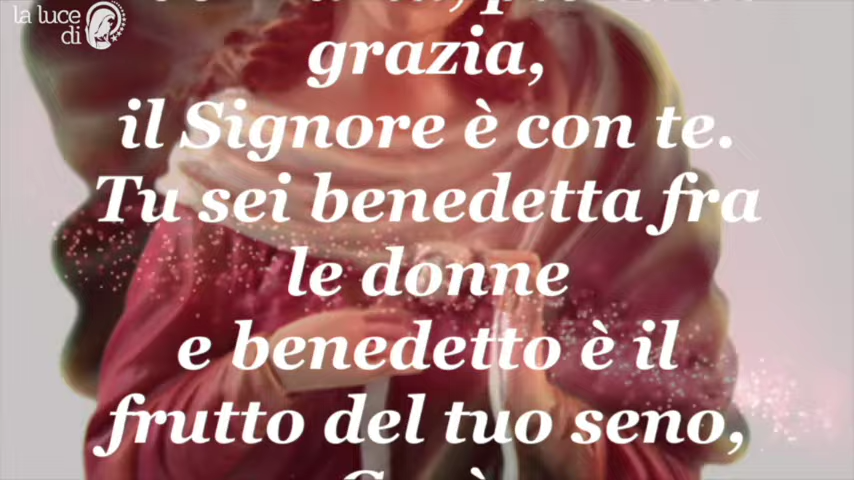 la luce
di
grazia,
il Signore è con te.
Tu sei benedetta fra
le donne
e benedetto è il
frutto del tuo seno,